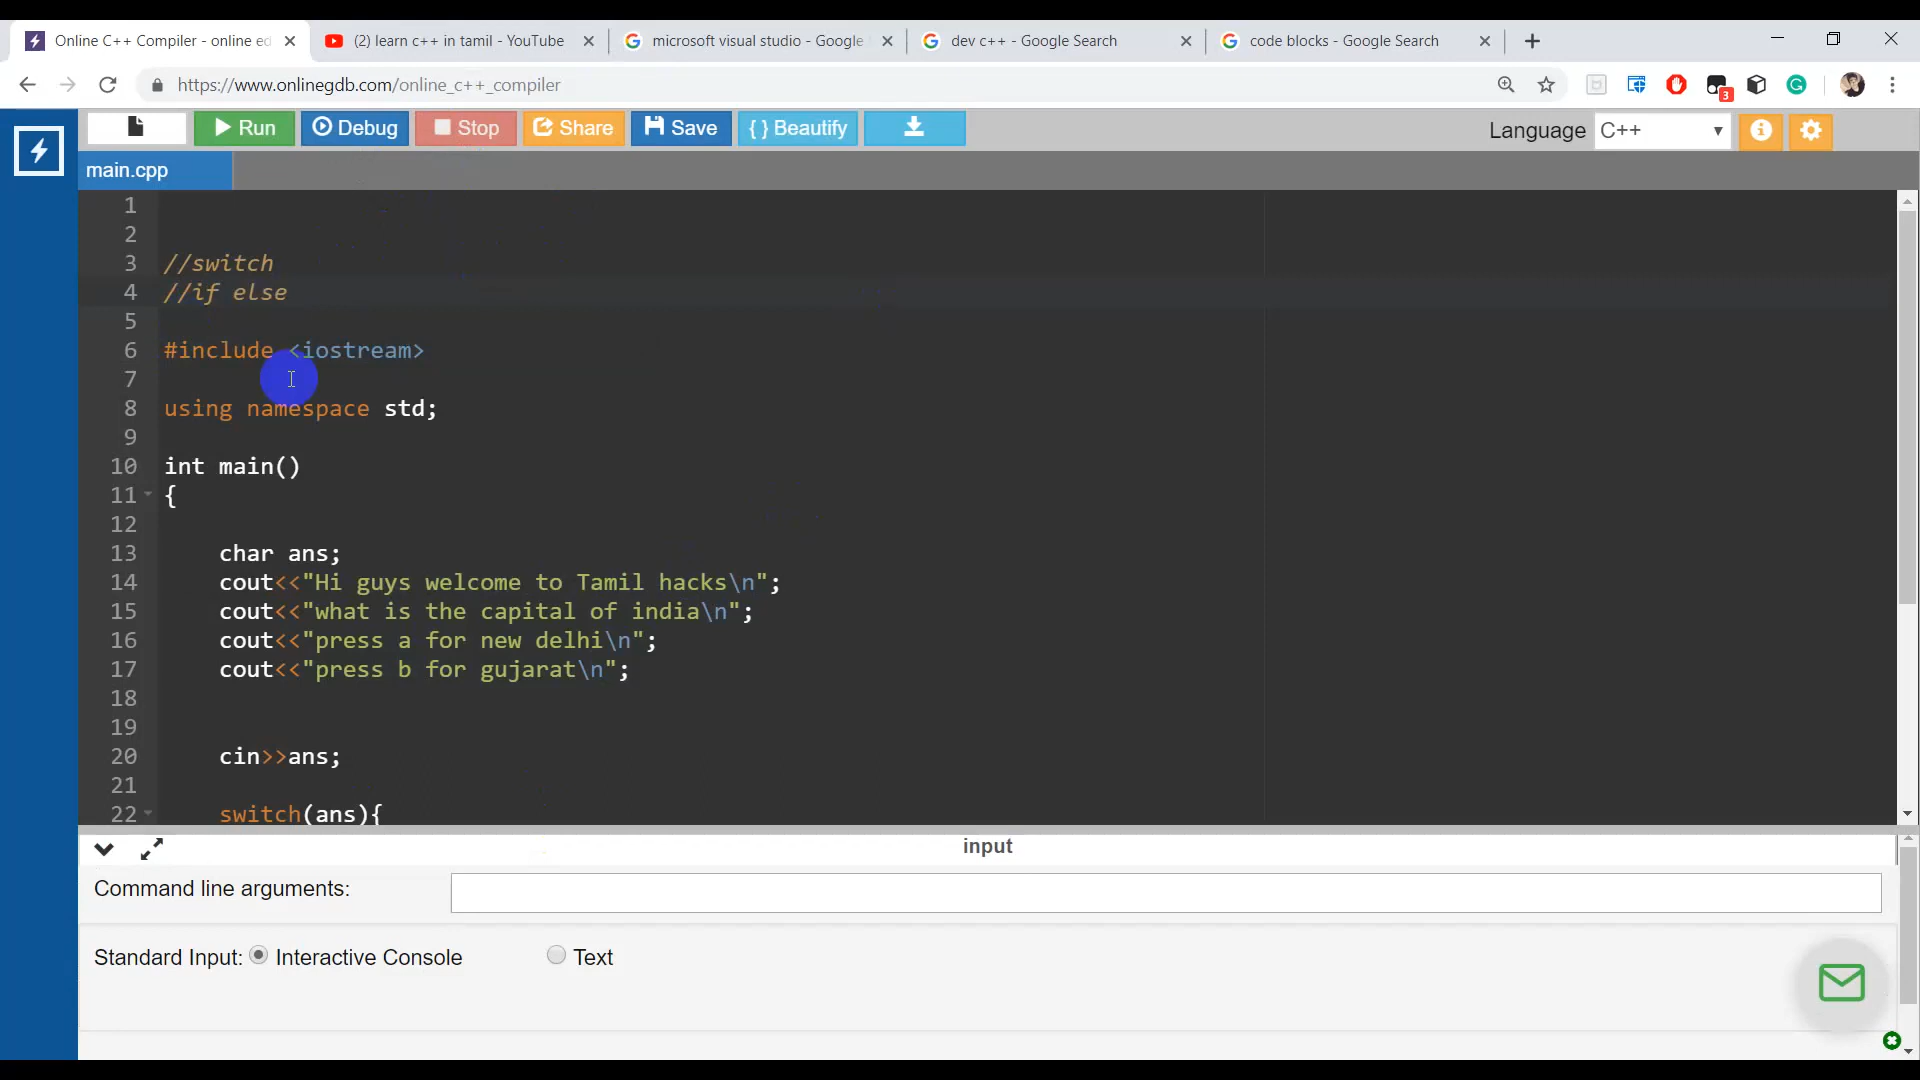 Online C++ Compiler - online ed
(2) learn c++ in tamil - YouTube
microsoft visual studio - Google
dev c++ - Google Search
code blocks - Google Search
https://www.onlinegdb.com/online_c++_compiler
3
Run
Debug
Stop
Share
Save
{ } Beautify
Language
C++
main.cpp
1
2
3 //switch
4 //if else
5
6 #include <iostream>
7
8 using namespace std;
9
10 int main()
11 {
12
13 char ans;
14 cout<<"Hi guys welcome to Tamil hacks\n";
15 cout<<"what is the capital of india\n";
16 cout<<"press a for new delhi\n";
17 cout<<"press b for gujarat\n";
18
19
20 cin>>ans;
21
22 switch(ans){
input
Command line arguments:
Standard Input: Interactive Console Text